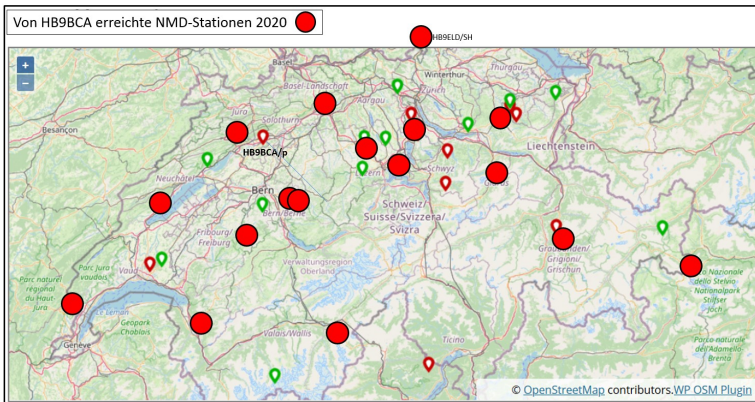 Von HB9BCA erreichte NMD-Stationen 2020
HB9ELD/SH
Basel
Winterthur
Thurgau
+
−
Basel-Landschaft
Zürich
Aargau
Jura
Solothurn
Besançon
HB9BCA/p
Liechtenstein
Neuchâtel
Luzern
Schwyz
Glarus
Bern
Bern/Berne
Schweiz/
Suisse/Svizzera/
Svizra
Fribourg/
Freiburg
Graubünden/
Grigioni/
Grischun
Verwaltungsregion
Oberland
Vaud
Parc Jura
vaudois
Parc naturel
régional
du Haut-
Jura
Parco Nazionale
dello Stelvio
Nationalpark
Stilfser
Joch
Le Léman
Geopark
Chablais
Genève
Valais/Wallis
Ticino
Parco naturale
dell'Adamello-
Brenta
© OpenStreetMap contributors.WP OSM Plugin